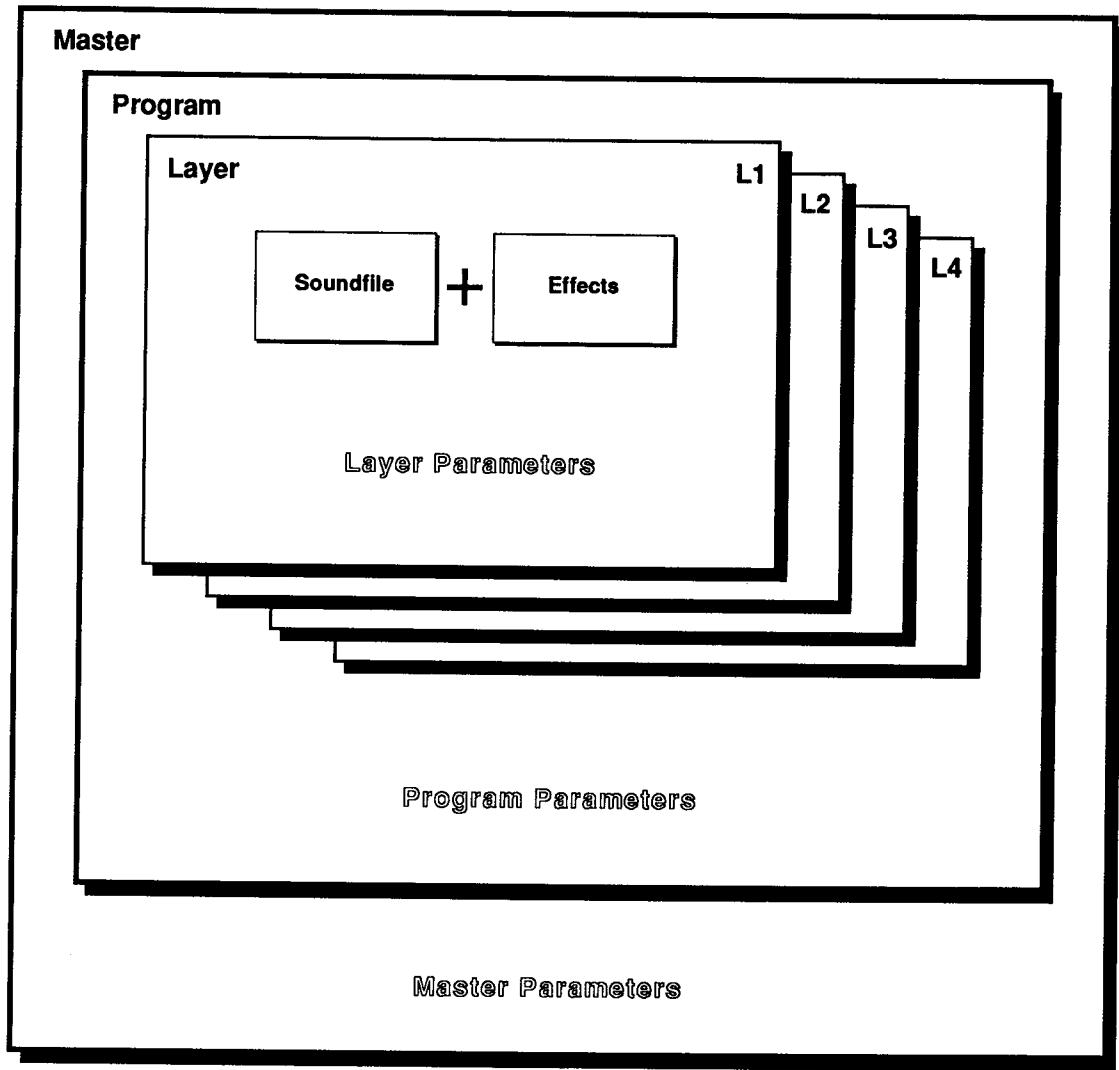 Master
Program
Layer
L1
L2
L3
L4
Soundfile
+
Effects
Layer Parameters
Program Parameters
Master Parameters